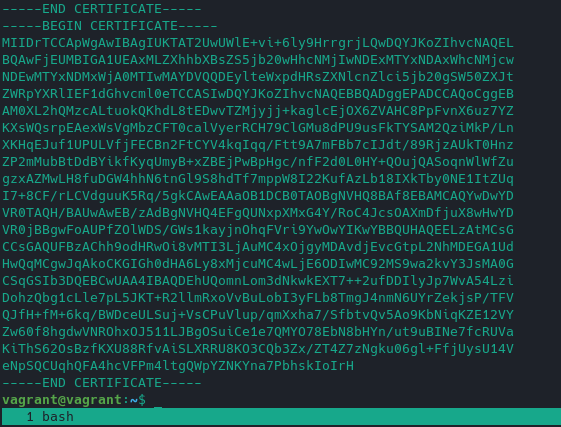 -----END CERTIFICATE-----
-----BEGIN CERTIFICATE-----
MIIDrTCCApWgAwIBAgIUKTAT2UwUWlE+vi+6ly9HrrgrjLQwDQYJKoZIhvcNAQEL
BQAwFjEUMBIGA1UEAxMLZXhhbXBsZS5jb20wHhcNMjIwNDExMTYxNDAxWhcNMjcw
NDEwMTYxNDMxWjA0MTIwMAYDVQQDEylteWxpdHRsZXNlcnZlci5jb20gSW50ZXJt
ZWRpYXRlIEF1dGhvcml0eTCCASIwDQYJKoZIhvcNAQEBBQADggEPADCCAQoCggEB
AM0XL2hQMzcALtuokQKhdL8tEDwvTZMjyjj+kaglcEjOX6ZVAHC8PpFvnX6uz7YZ
KXsWQsrpEAexWsVgMbzCFT0calVyerRCH79ClGMu8dPU9usFkTYSAM2QziMkP/Ln
XKHqEJuf1UPULVfjFECBn2FtCYV4kqIqq/Ftt9A7mFBb7cIJdt/89RjzAUkT0Hnz
ZP2mMubBtDdBYikfKyqUmyB+xZBEjPwBpHgc/nfF2d0L0HY+QOujQASoqnWlWfZu
gzxAZMwLH8fuDGW4hhN6tnGl9S8hdTf7mppW8I22KufAzLb18IXkTby0NE1ItZUq
I7+8CF/rLCVdguuK5Rq/5gkCAwEAAaOB1DCB0TAOBgNVHQ8BAf8EBAMCAQYwDwYD
VR0TAQH/BAUwAwEB/zAdBgNVHQ4EFgQUNxpXMxG4Y/RoC4JcsOAXmDfjuX8wHwYD
VR0jBBgwFoAUPfZOlWDS/GWs1kayjnOhqFVri9YwOwYIKwYBBQUHAQEELzAtMCsG
CCsGAQUFBzAChh9odHRwOi8vMTI3LjAuMC4xOjgyMDAvdjEvcGtpL2NhMDEGA1Ud
HwQqMCgwJqAkoCKGIGh0dHA6Ly8xMjcuMC4wLjE6ODIwMC92MS9wa2kvY3JsMA0G
CSqGSIb3DQEBCwUAA4IBAQDEhUQomnLom3dNkwkEXT7++2ufDDIlyJp7WvA54Lzi
DohzQbg1cLle7pL5JKT+R2llmRxoVvBuLobI3yFLb8TmgJ4nmN6UYrZekjsP/TFV
QJfH+fM+6kq/BWDceULSuj+VsCPuVlup/qmXxha7/SfbtvQv5Ao9KbNiqKZE12VY
Zw60f8hgdwVNROhxOJ511LJBgOSuiCe1e7QMYO78EbN8bHYn/ut9uBINe7fcRUVa
KiThS62OsBzfKXU88RfvAiSLXRRU8KO3CQb3Zx/ZT4Z7zNgku06gl+FfjUysU14V
eNpSQCUqhQFA4hcVFPm4ltgQWpYZNKYna7PbhskIoIrH
-----END CERTIFICATE-----
vagrant@vagrant:~$ _
1 bash